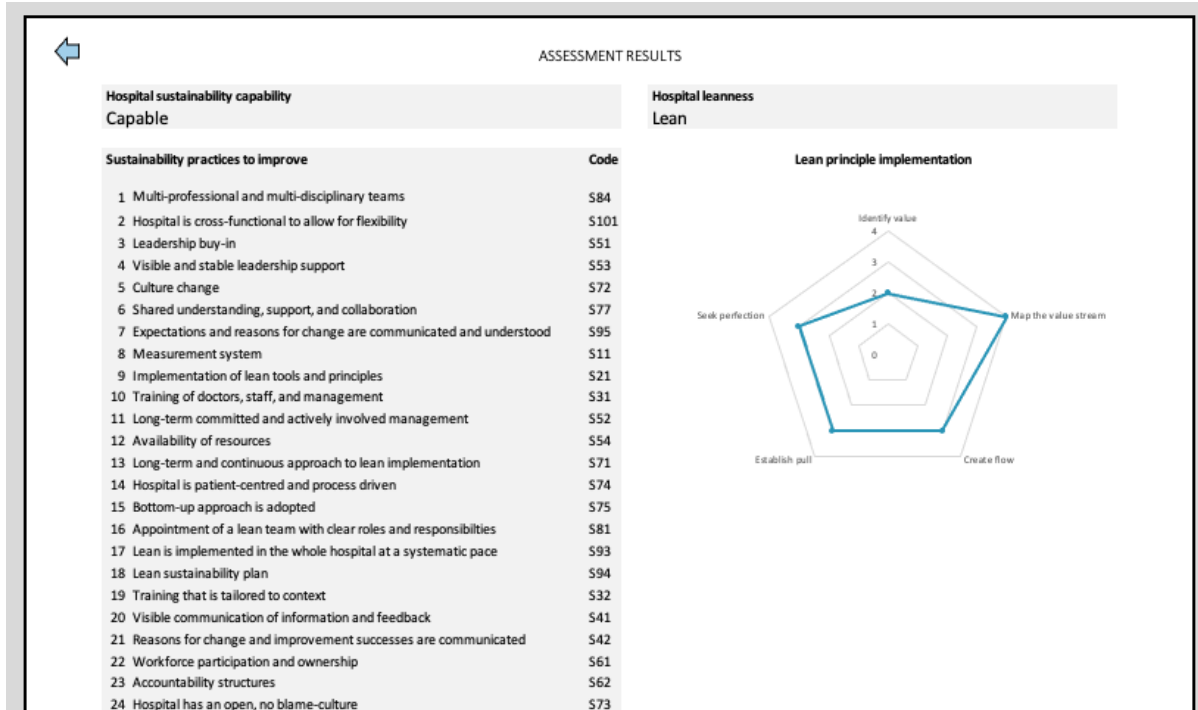 ASSESSMENT RESULTS
Hospital sustainability capability
Capable
Hospital leanness
Lean
Sustainability practices to improve Code
1 Multi-professional and multi-disciplinary teams S84
2 Hospital is cross-functional to allow for flexibility S101
3 Leadership buy-in S51
4 Visible and stable leadership support S53
5 Culture change S72
6 Shared understanding, support, and collaboration S77
7 Expectations and reasons for change are communicated and understood S95
8 Measurement system S11
9 Implementation of lean tools and principles S21
10 Training of doctors, staff, and management S31
11 Long-term committed and actively involved management S52
12 Availability of resources S54
13 Long-term and continuous approach to lean implementation S71
14 Hospital is patient-centred and process driven S74
15 Bottom-up approach is adopted S75
16 Appointment of a lean team with clear roles and responsibilties S81
17 Lean is implemented in the whole hospital at a systematic pace S93
18 Lean sustainability plan S94
19 Training that is tailored to context S32
20 Visible communication of information and feedback S41
21 Reasons for change and improvement successes are communicated S42
22 Workforce participation and ownership S61
23 Accountability structures S62
24 Hospital has an open, no blame-culture S73
Lean principle implementation
Identify value
4
3
2
1
0
Seek perfection
Map the value stream
Establish pull
Create flow